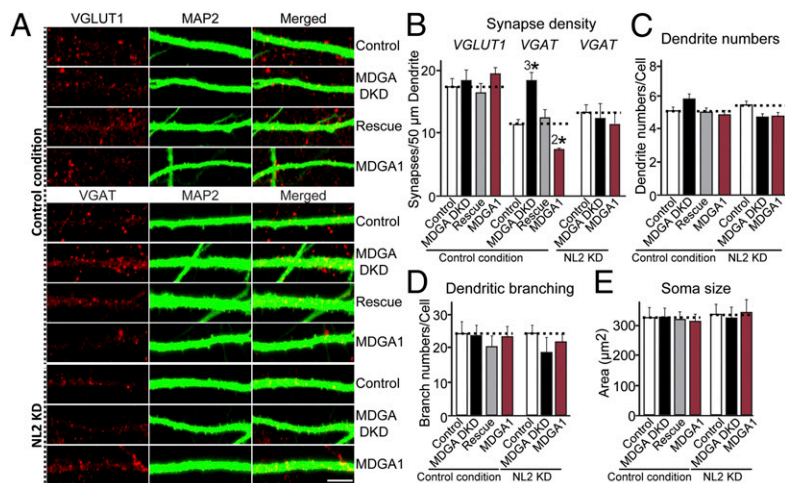 A
VGLUT1 MAP2 Merged
Control
MDGA
DKD
Rescue
MDGA1
Control condition
VGAT MAP2 Merged
Control
MDGA
DKD
Rescue
MDGA1
NL2 KD
Control
MDGA
DKD
MDGA1
B
Synapse density
VGLUT1 VGAT VGAT
Synapses/50 µm Dendrite
20
10
0
3*
2*
Control
MDGA DKD
Rescue
MDGA1
Control
MDGA DKD
Rescue
MDGA1
Control
MDGA DKD
MDGA1
Control condition NL2 KD
C
Dendrite numbers
Dendrite numbers/Cell
8
6
4
2
0
Control
MDGA DKD
Rescue
MDGA1
Control
MDGA DKD
MDGA1
Control condition NL2 KD
D
Dendritic branching
Branch numbers/Cell
30
20
10
0
Control
MDGA DKD
Rescue
MDGA1
Control
MDGA DKD
MDGA1
Control condition NL2 KD
E
Soma size
Area (µm2)
300
200
100
0
Control
MDGA DKD
Rescue
MDGA1
Control
MDGA DKD
MDGA1
Control condition NL2 KD